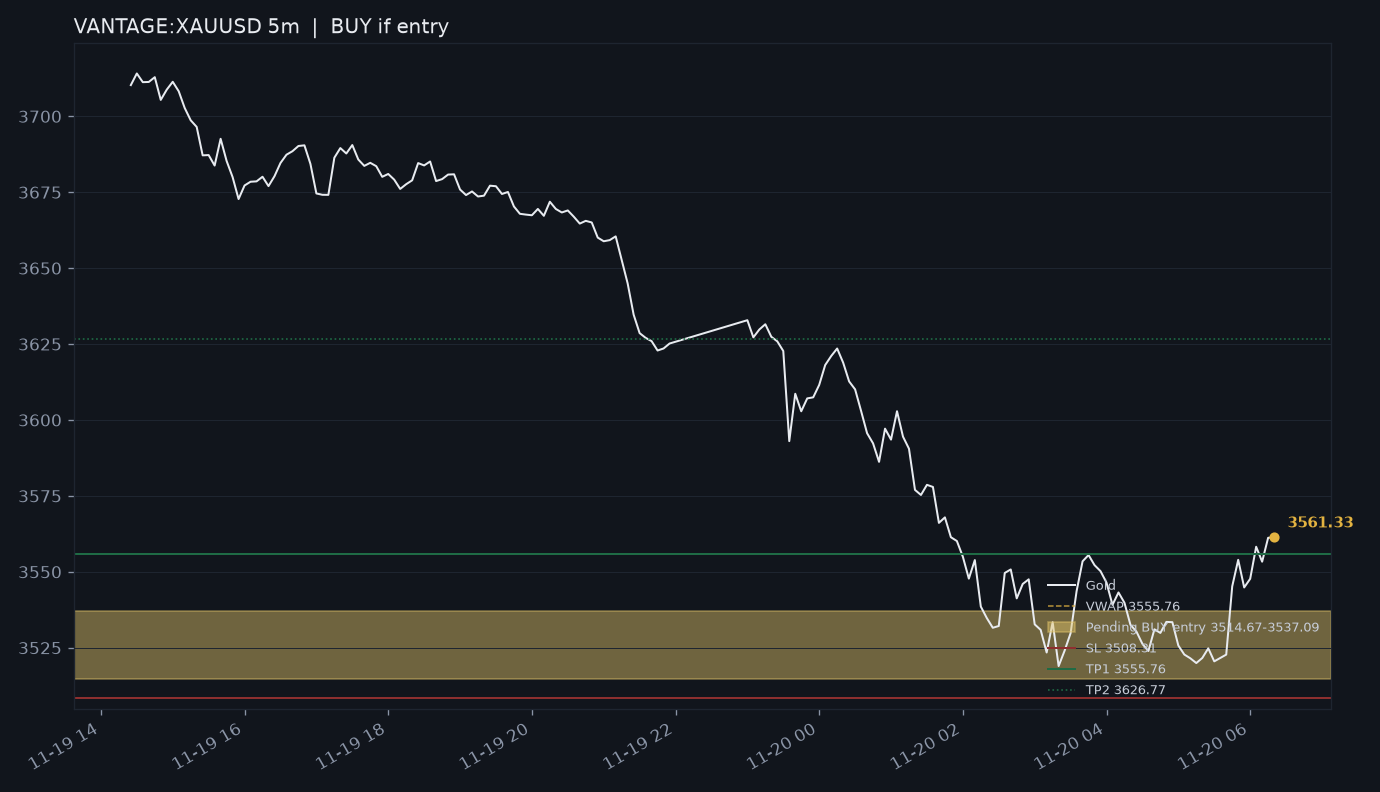 VANTAGE:XAUUSD 5m | BUY if entry
3700
3675
3650
3625
3600
3575
3550
3525
3561.33
Gold
VWAP 3555.76
Pending BUY entry 3514.67-3537.09
SL 3508.31
TP1 3555.76
TP2 3626.77
11-19 14
11-19 16
11-19 18
11-19 20
11-19 22
11-20 00
11-20 02
11-20 04
11-20 06